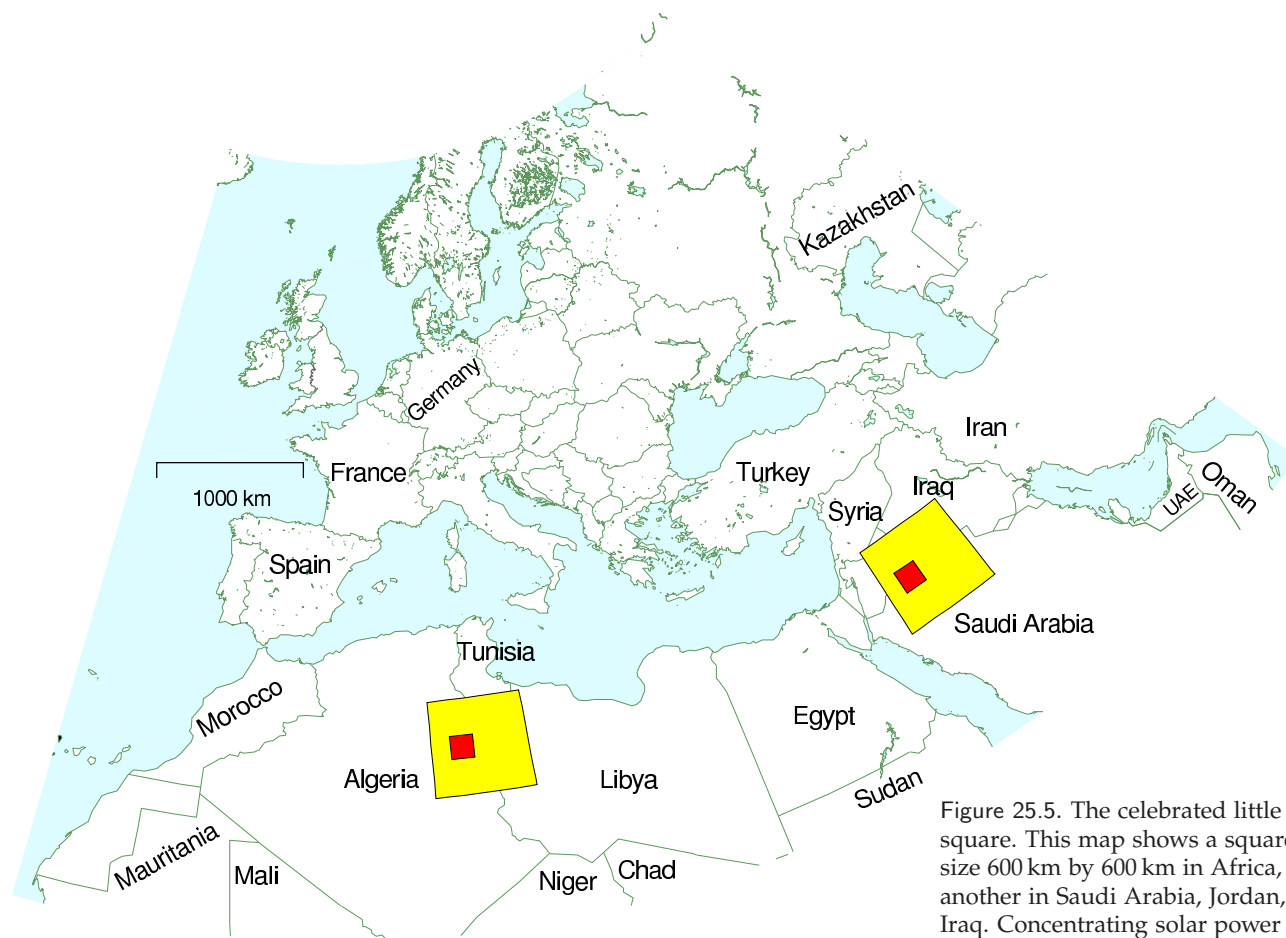 Kazakhstan
Germany
Iran
France
1000 km
Turkey
Iraq
Syria
UAE
Oman
Spain
Saudi Arabia
Tunisia
Morocco
Egypt
Algeria
Libya
Sudan
Mauritania
Mali
Niger
Chad
Figure 25.5. The celebrated little
square. This map shows a square
size 600 km by 600 km in Africa,
another in Saudi Arabia, Jordan,
Iraq. Concentrating solar power